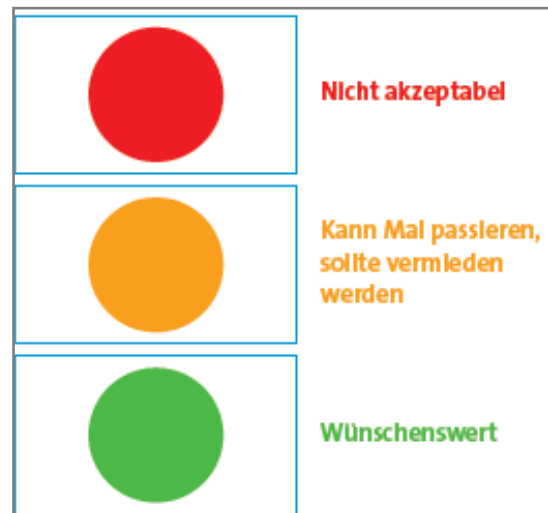 Nicht akzeptabel
Kann Mal passieren,
sollte vermieden
werden
Wünschenswert